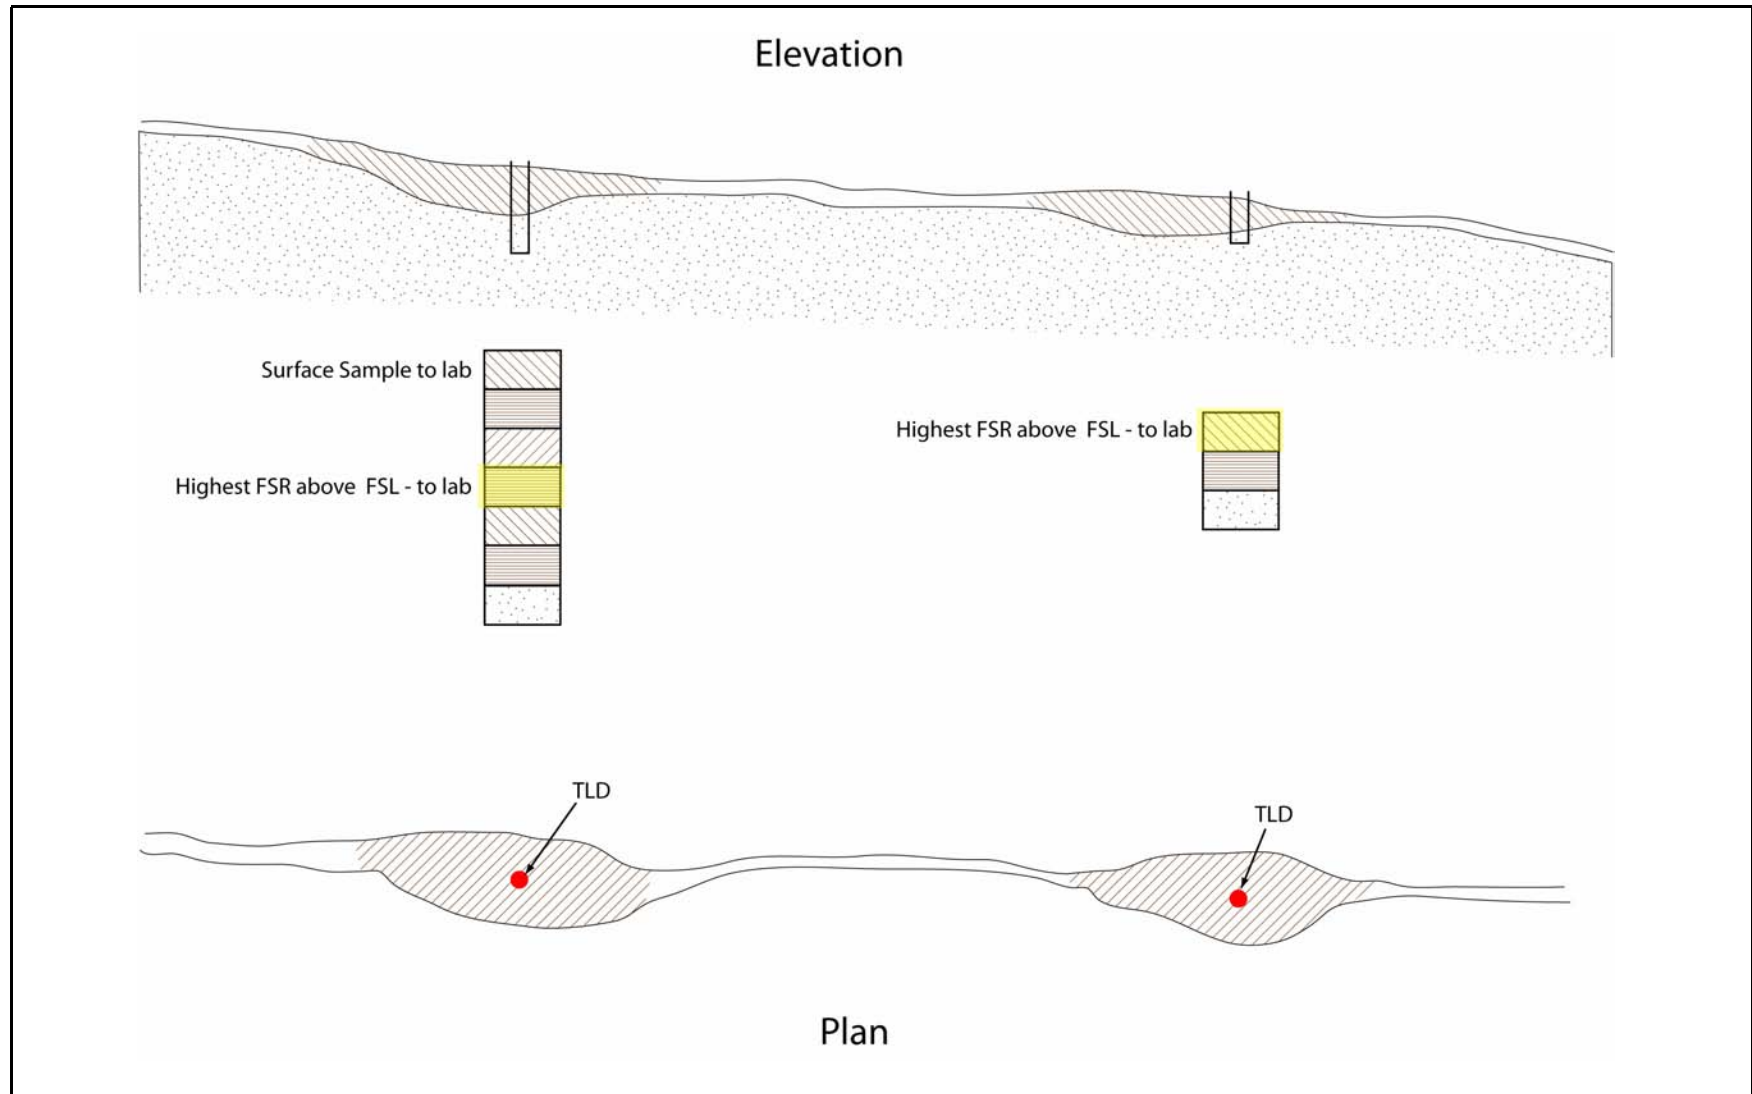 Elevation
Surface Sample to lab
Highest FSR above FSL - to lab
Highest FSR above FSL - to lab
TLD
TLD
Plan